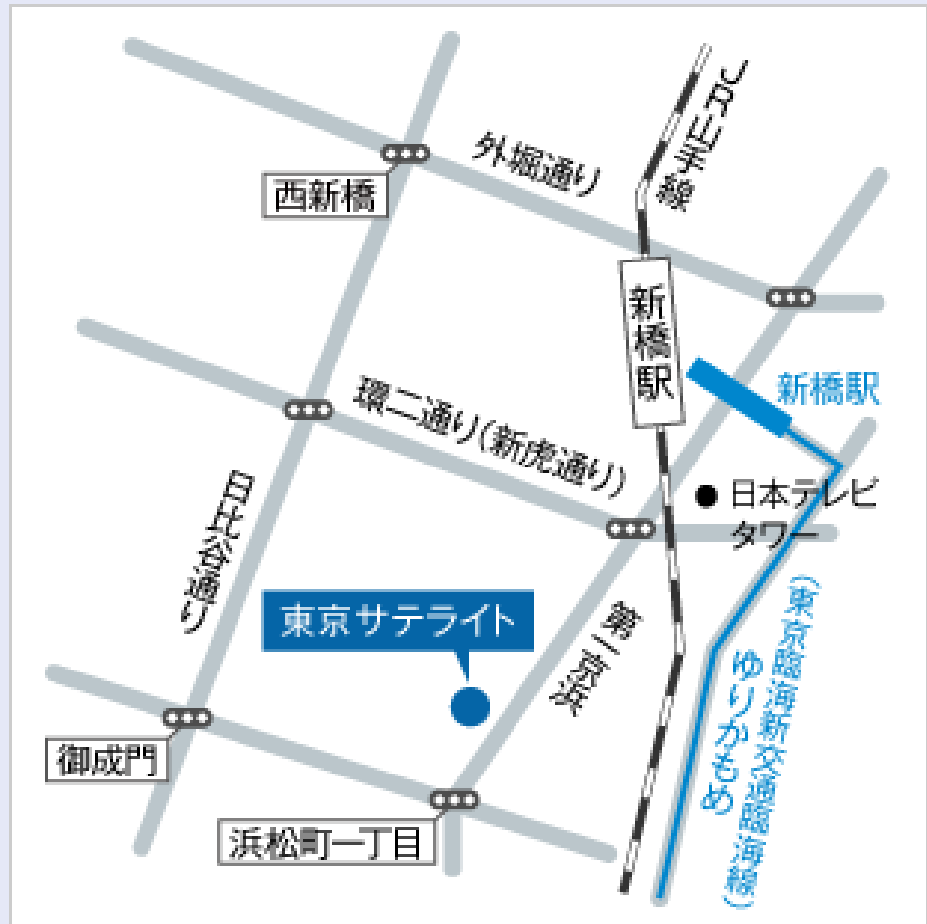 JR山手線
外堀通り
西新橋
新橋駅
新橋駅
環二通り(新虎通り)
日本テレビ
タワー
日比谷通り
東京サテライト
第一京浜
ゆりかもめ
(東京臨海新交通臨海線)
御成門
浜松町一丁目